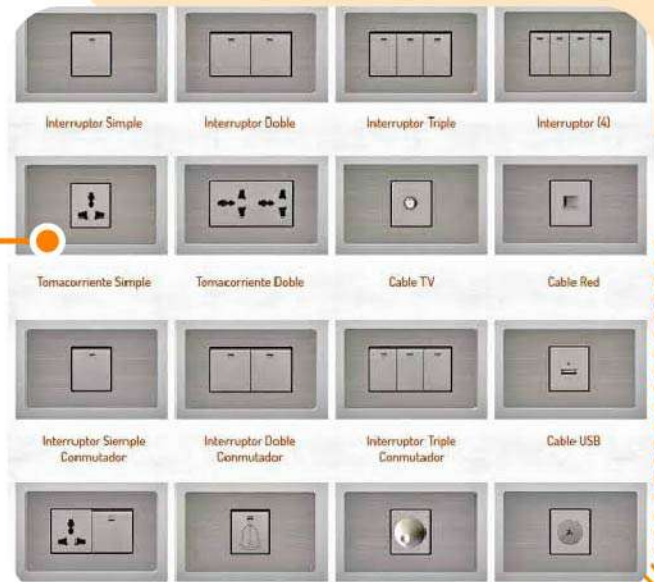 Interruptor Simple
Interruptor Doble
Interruptor Triple
Interruptor (4)
Tomacorriente Simple
Tomacorriente Doble
Cable TV
Cable Red
Interruptor Siemple
Conmutador
Interruptor Doble
Conmutador
Interruptor Triple
Conmutador
Cable USB